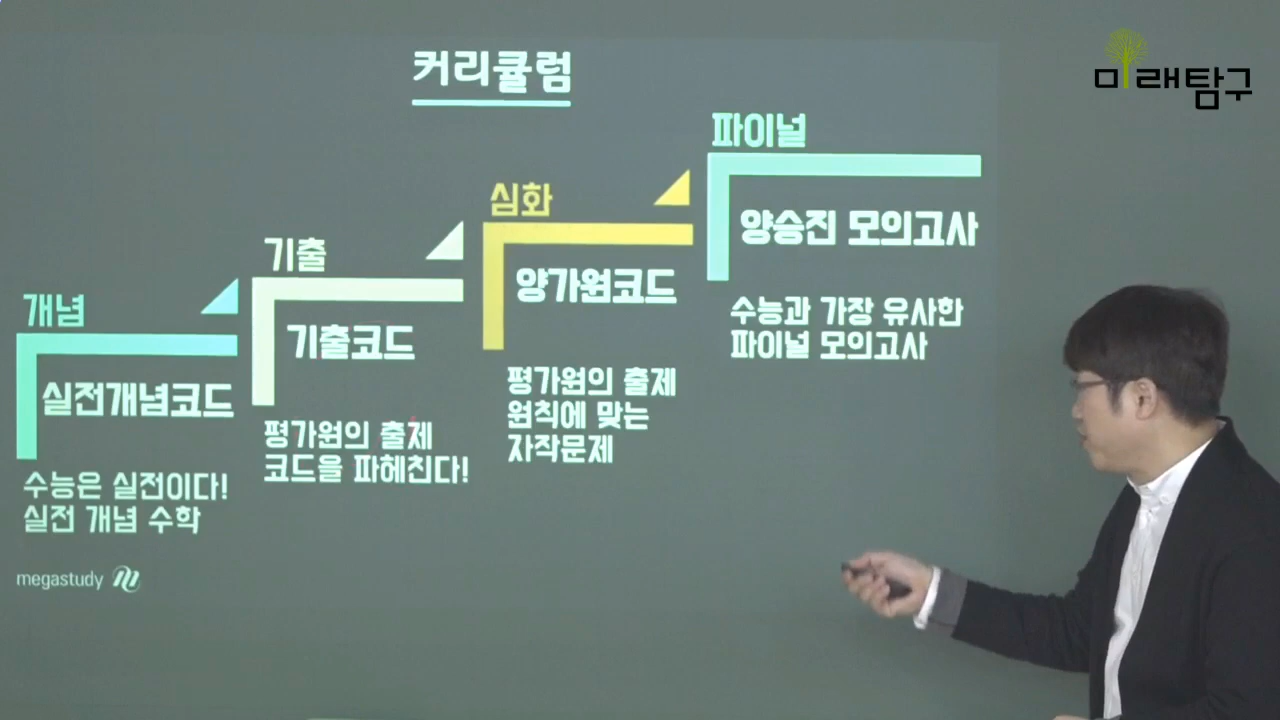 커리큘럼
미래탐구
개념
실전개념코드
수능은 실전이다!
실전 개념 수학
기출
기출코드
평가원의 출제
코드을 파헤친다!
심화
양가원코드
평가원의 출제
원칙에 맞는
자작문제
파이널
양승진 모의고사
수능과 가장 유사한
파이널 모의고사
megastudy